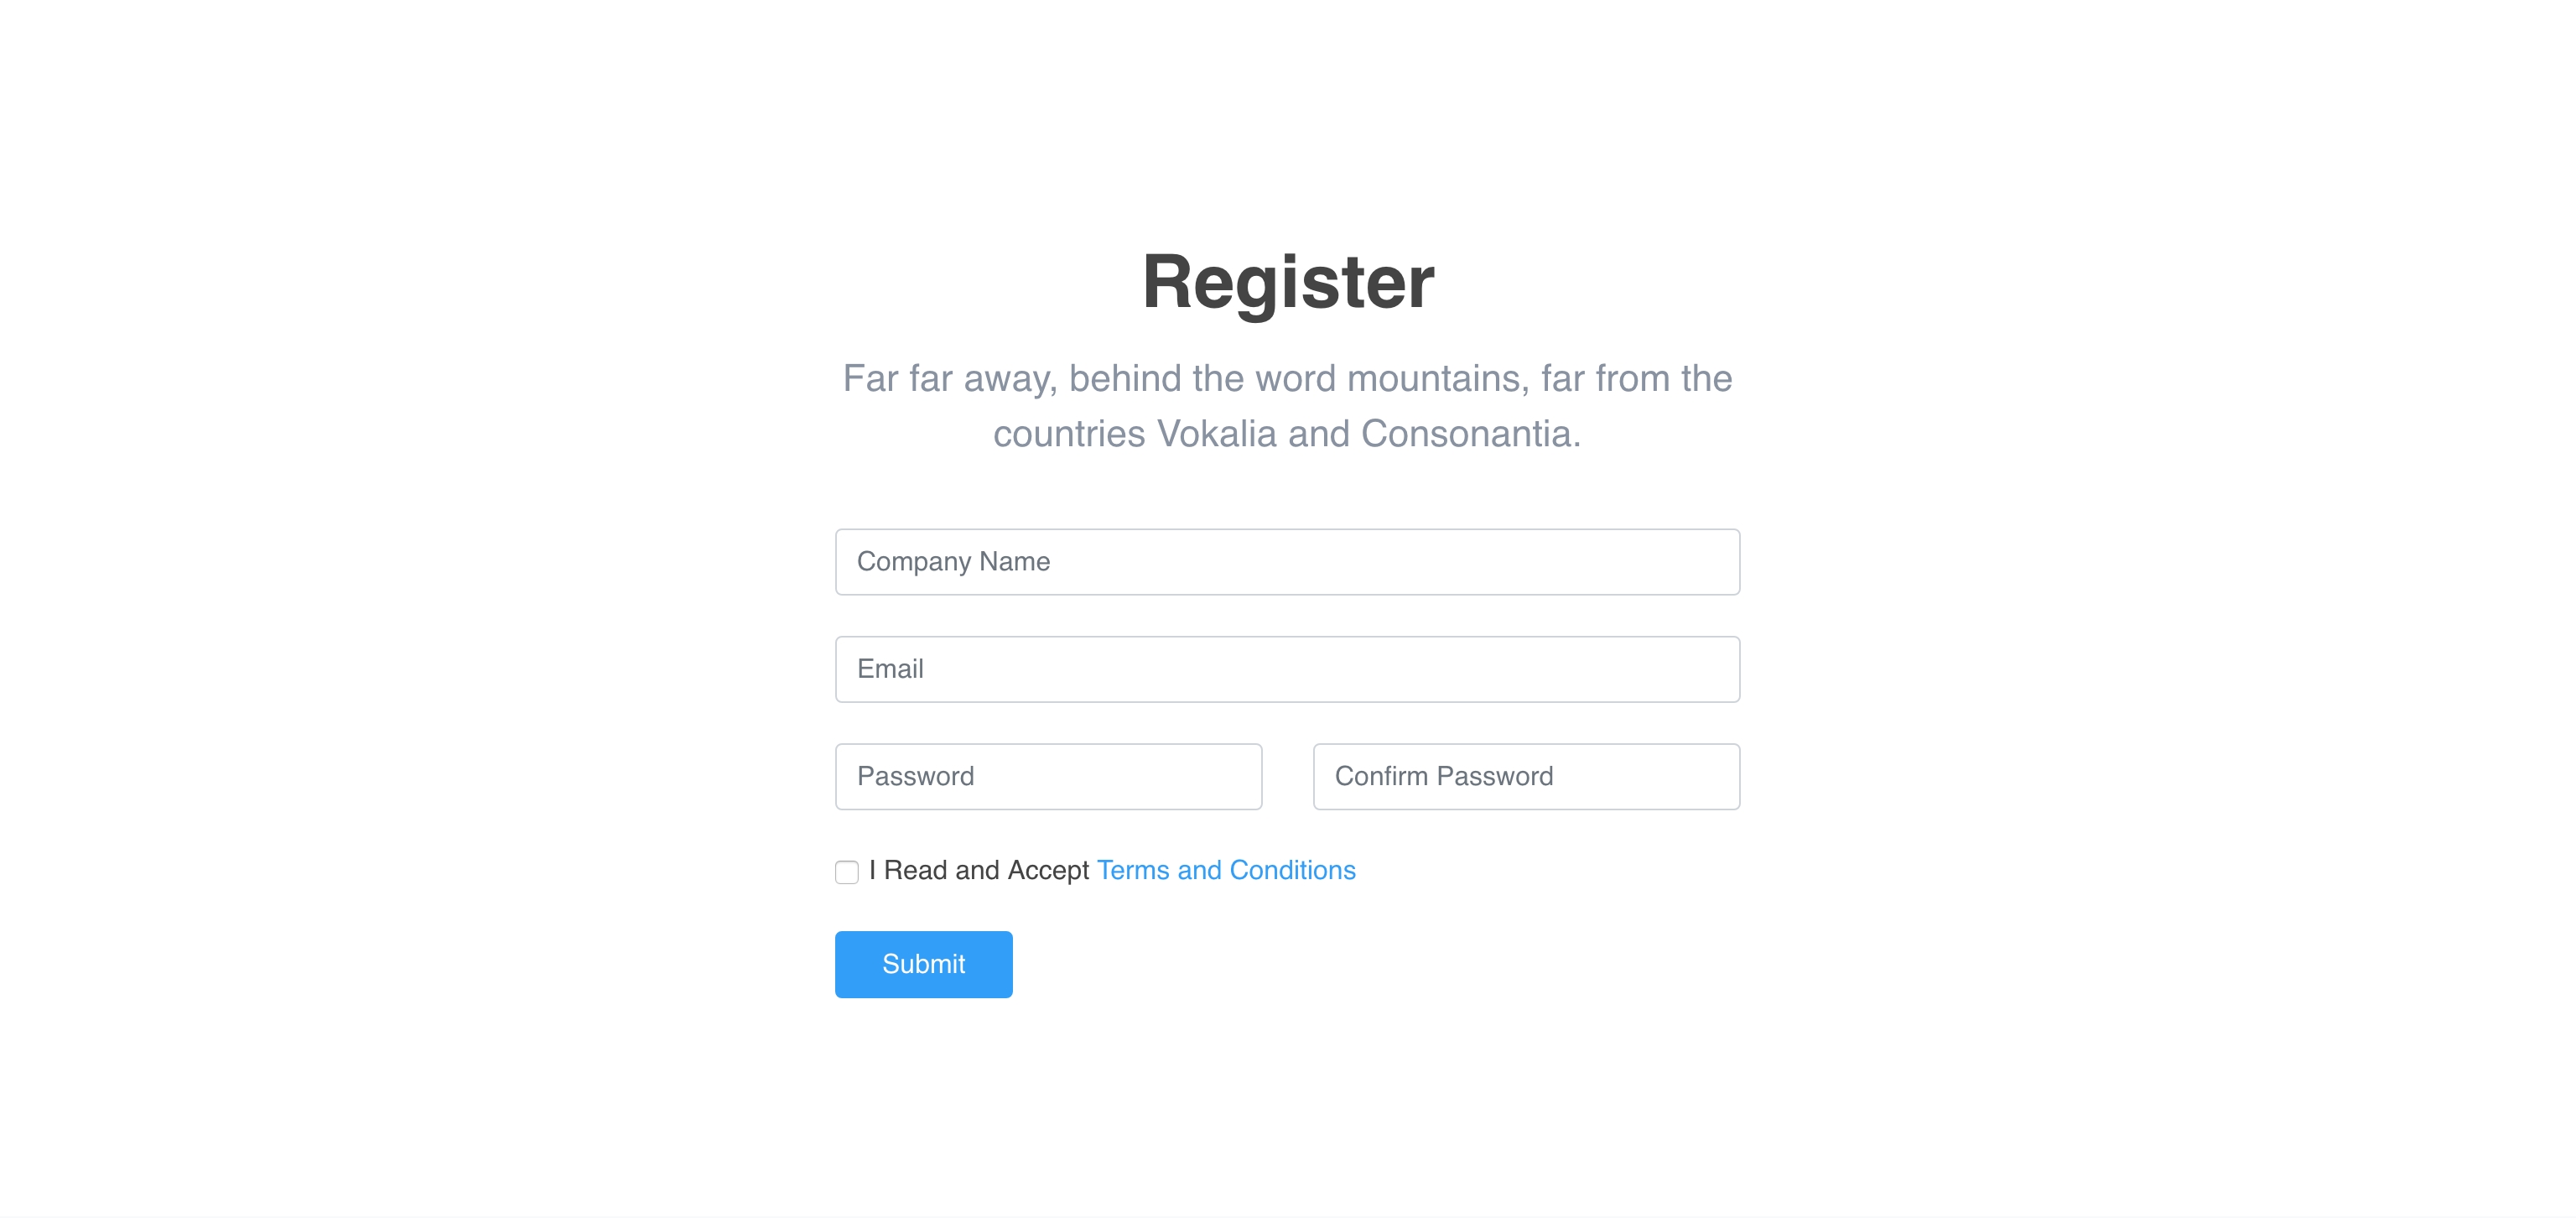 Register
Far far away, behind the word mountains, far from the
countries Vokalia and Consonantia.
Company Name
Email
Password
Confirm Password
I Read and Accept Terms and Conditions
Submit